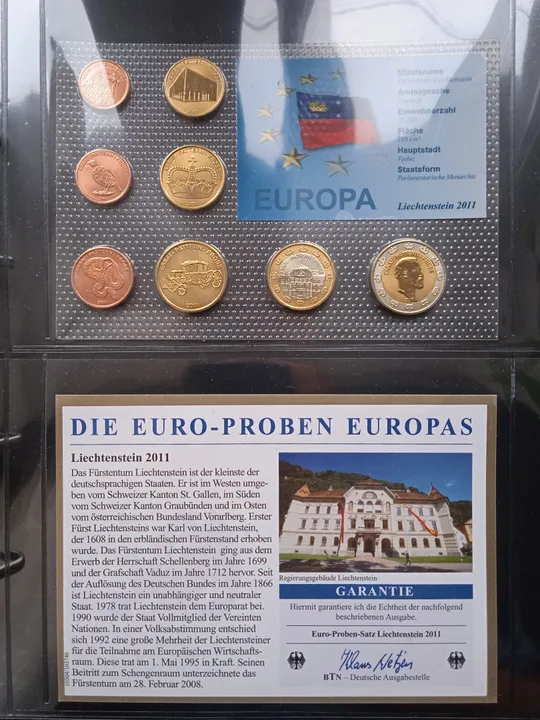 Staatsname
Amtssprache
Einwohnerzahl
Fläche
160 km²
Hauptstadt
Vaduz
Staatsform
Parlamentarische Monarchie
EUROPA
Liechtenstein 2011
DIE EURO-PROBEN EUROPAS
Liechtenstein 2011
Das Fürstentum Liechtenstein ist der kleinste der
deutschsprachigen Staaten. Er ist im Westen umge-
ben vom Schweizer Kanton St. Gallen, im Süden
vom Schweizer Kanton Graubünden und im Osten
vom österreichischen Bundesland Vorarlberg. Erster
Fürst Liechtensteins war Karl von Liechtenstein,
der 1608 in den erbländischen Fürstenstand erhoben
wurde. Das Fürstentum Liechtenstein ging aus dem
Erwerb der Herrschaft Schellenberg im Jahre 1699
und der Grafschaft Vaduz im Jahre 1712 hervor. Seit
der Auflösung des Deutschen Bundes im Jahre 1866
ist Liechtenstein ein unabhängiger und neutraler
Staat. 1978 trat Liechtenstein dem Europarat bei.
1990 wurde der Staat Vollmitglied der Vereinten
Nationen. In einer Volksabstimmung entschied
sich 1992 eine große Mehrheit der Liechtensteiner
für die Teilnahme am Europäischen Wirtschafts-
raum. Diese trat am 1. Mai 1995 in Kraft. Seinen
Beitritt zum Schengenraum unterzeichnete das
Fürstentum am 28. Februar 2008.
Regierungsgebäude Liechtenstein
GARANTIE
Hiermit garantiere ich die Echtheit der nachfolgend
beschriebenen Ausgabe.
Euro-Proben-Satz Liechtenstein 2011
BTN – Deutsche Ausgabestelle